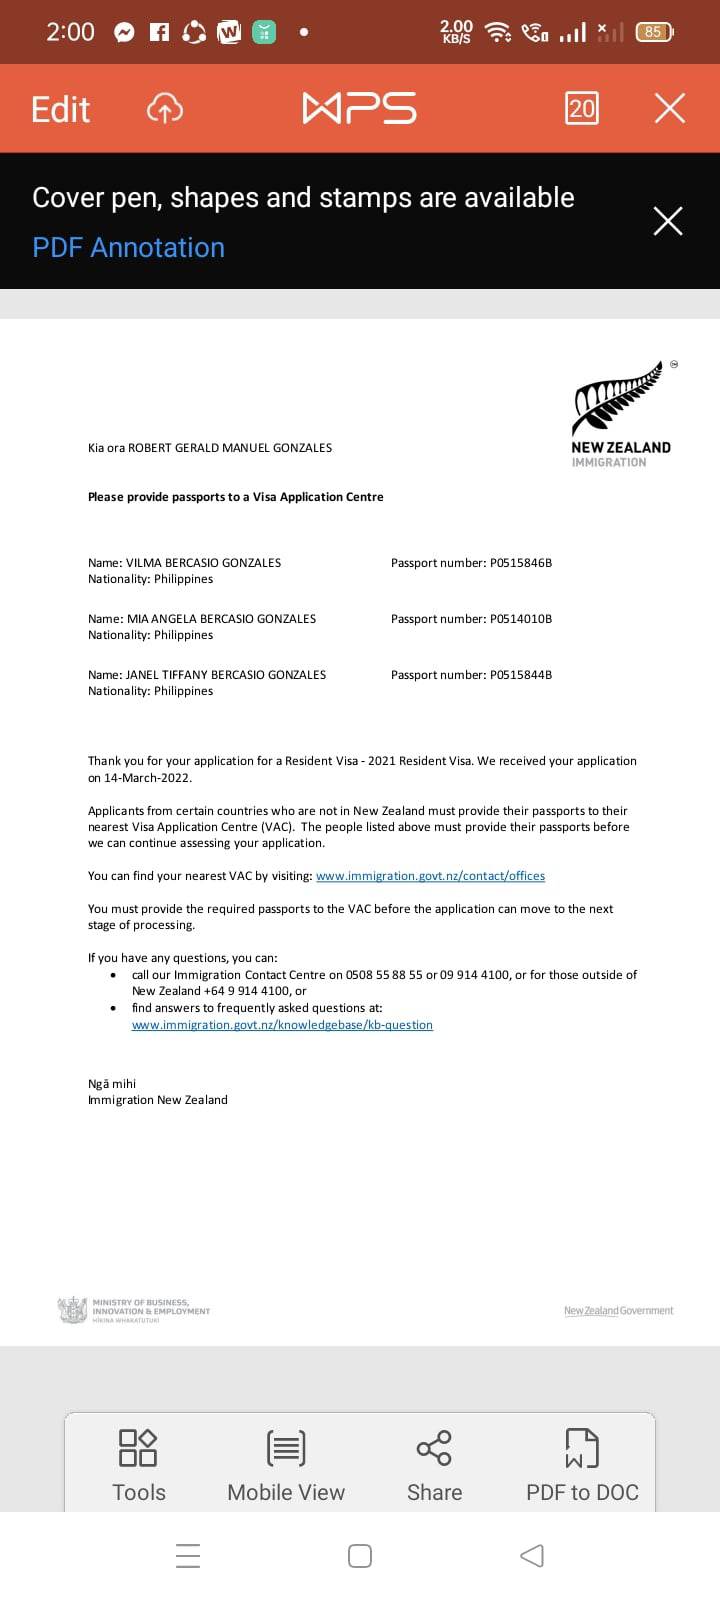 2:00
2.00
KB/S
85
Edit
WPS
20
Cover pen, shapes and stamps are available
PDF Annotation
NEW ZEALAND
IMMIGRATION
Kia ora ROBERT GERALD MANUEL GONZALES
Please provide passports to a Visa Application Centre
Name: VILMA BERCASIO GONZALES Passport number: P0515846B
Nationality: Philippines
Name: MIA ANGELA BERCASIO GONZALES Passport number: P0514010B
Nationality: Philippines
Name: JANEL TIFFANY BERCASIO GONZALES Passport number: P0515844B
Nationality: Philippines
Thank you for your application for a Resident Visa - 2021 Resident Visa. We received your application
on 14-March-2022.
Applicants from certain countries who are not in New Zealand must provide their passports to their
nearest Visa Application Centre (VAC). The people listed above must provide their passports before
we can continue assessing your application.
You can find your nearest VAC by visiting: www.immigration.govt.nz/contact/offices
You must provide the required passports to the VAC before the application can move to the next
stage of processing.
If you have any questions, you can:
• call our Immigration Contact Centre on 0508 55 88 55 or 09 914 4100, or for those outside of
New Zealand +64 9 914 4100, or
• find answers to frequently asked questions at:
www.immigration.govt.nz/knowledgebase/kb-question
Ngā mihi
Immigration New Zealand
MINISTRY OF BUSINESS,
INNOVATION & EMPLOYMENT
HĪKINA WHAKATUTUKI
New Zealand Government
Tools
Mobile View
Share
PDF to DOC